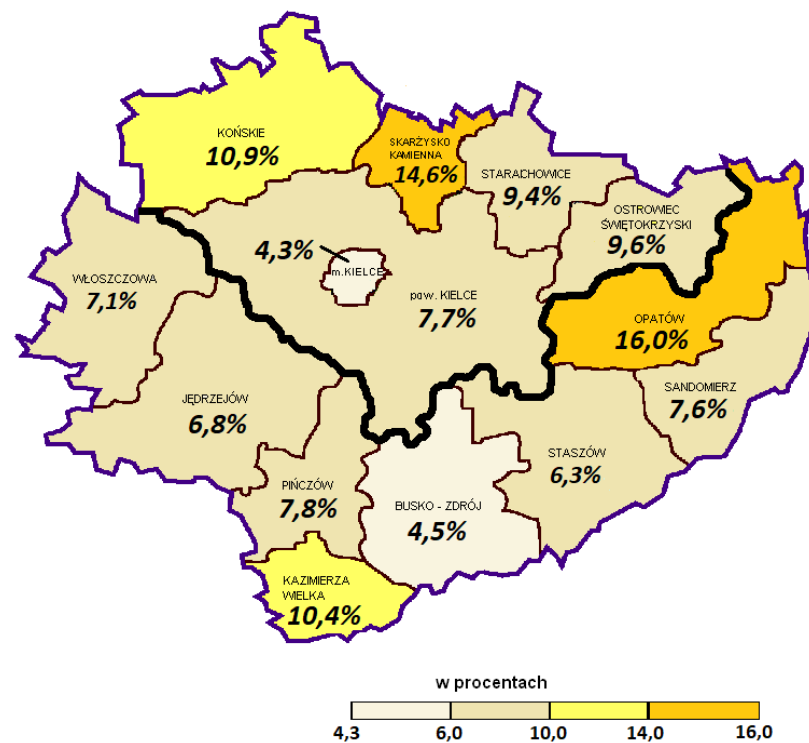 KOŃSKIE
10,9%
SKARŻYSKO
KAMIENNA
14,6%
STARACHOWICE
9,4%
OSTROWIEC
ŚWIĘTOKRZYSKI
9,6%
4,3%
m.KIELCE
WŁOSZCZOWA
7,1%
pow. KIELCE
7,7%
OPATÓW
16,0%
SANDOMIERZ
7,6%
JĘDRZEJÓW
6,8%
STASZÓW
6,3%
PIŃCZÓW
7,8%
BUSKO - ZDRÓJ
4,5%
KAZIMIERZA
WIELKA
10,4%
w procentach
4,3 6,0 10,0 14,0 16,0